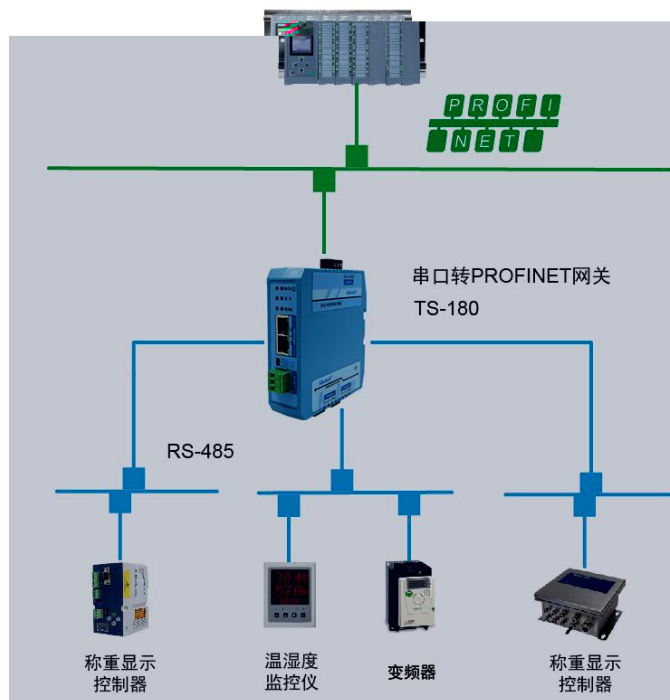 PROFI
NET
串口转PROFINET网关
TS-180
RS-485
称重显示
控制器
温湿度
监控仪
变频器
称重显示
控制器